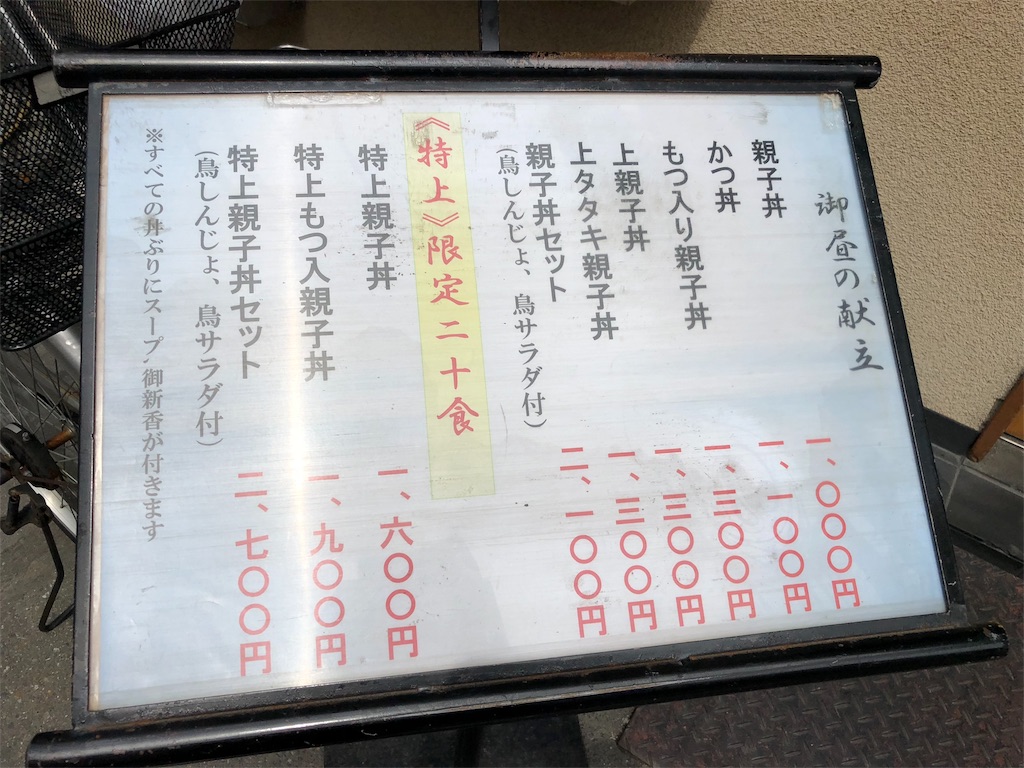 御昼の献立
親子丼 一、〇〇〇円
かつ丼 一、一〇〇円
もつ入り親子丼 一、三〇〇円
上親子丼 一、三〇〇円
上タタキ親子丼 一、三〇〇円
親子丼セット 二、一〇〇円
(鳥しんじょ、鳥サラダ付)
《特上》限定二十食
特上親子丼 一、六〇〇円
特上もつ入親子丼 一、九〇〇円
特上親子丼セット 二、七〇〇円
(鳥しんじょ、鳥サラダ付)
※すべての丼ぶりにスープ・御新香が付きます